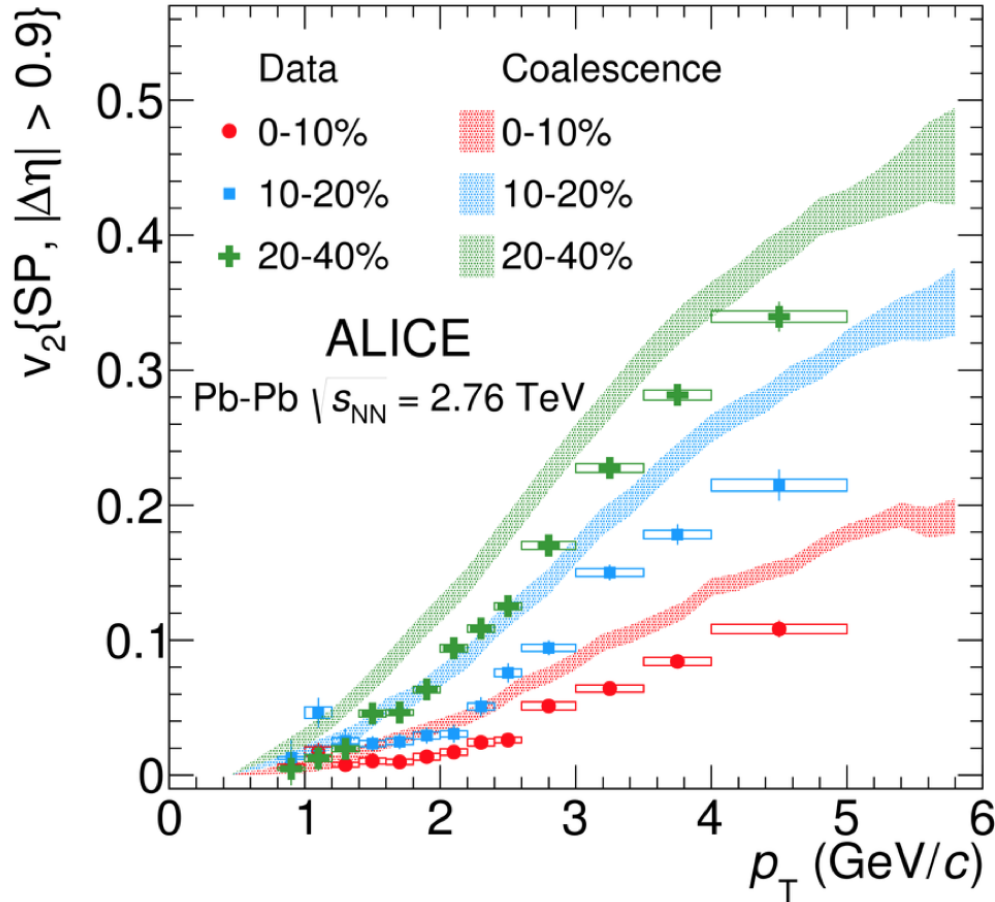 v₂{SP, |Δη| > 0.9}
0.5
0.4
0.3
0.2
0.1
0
Data Coalescence
0-10% 0-10%
10-20% 10-20%
20-40% 20-40%
ALICE
Pb-Pb √s_NN = 2.76 TeV
0 1 2 3 4 5 6
p_T (GeV/c)